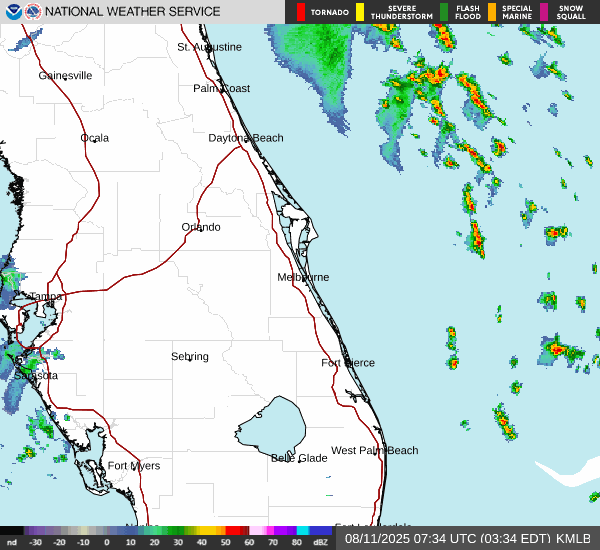 NATIONAL WEATHER SERVICE
TORNADO
SEVERE THUNDERSTORM
FLASH FLOOD
SPECIAL MARINE
SNOW SQUALL
St. Augustine
Gainesville
Palm Coast
Ocala
Daytona Beach
Orlando
Melbourne
Tampa
Sebring
Fort Pierce
Sarasota
West Palm Beach
Belle Glade
Fort Myers
nd -30 -20 -10 0 10 20 30 40 50 60 70 80 dBZ
08/11/2025 07:34 UTC (03:34 EDT) KMLB